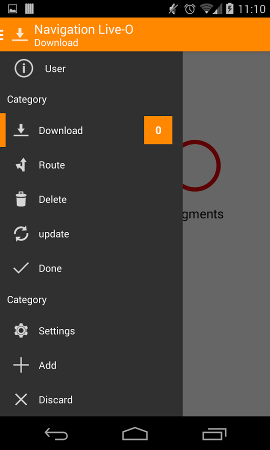 11:10
Navigation Live-O
Download
User
Category
Download 0
Route
Delete
gments
update
Done
Category
Settings
Add
Discard